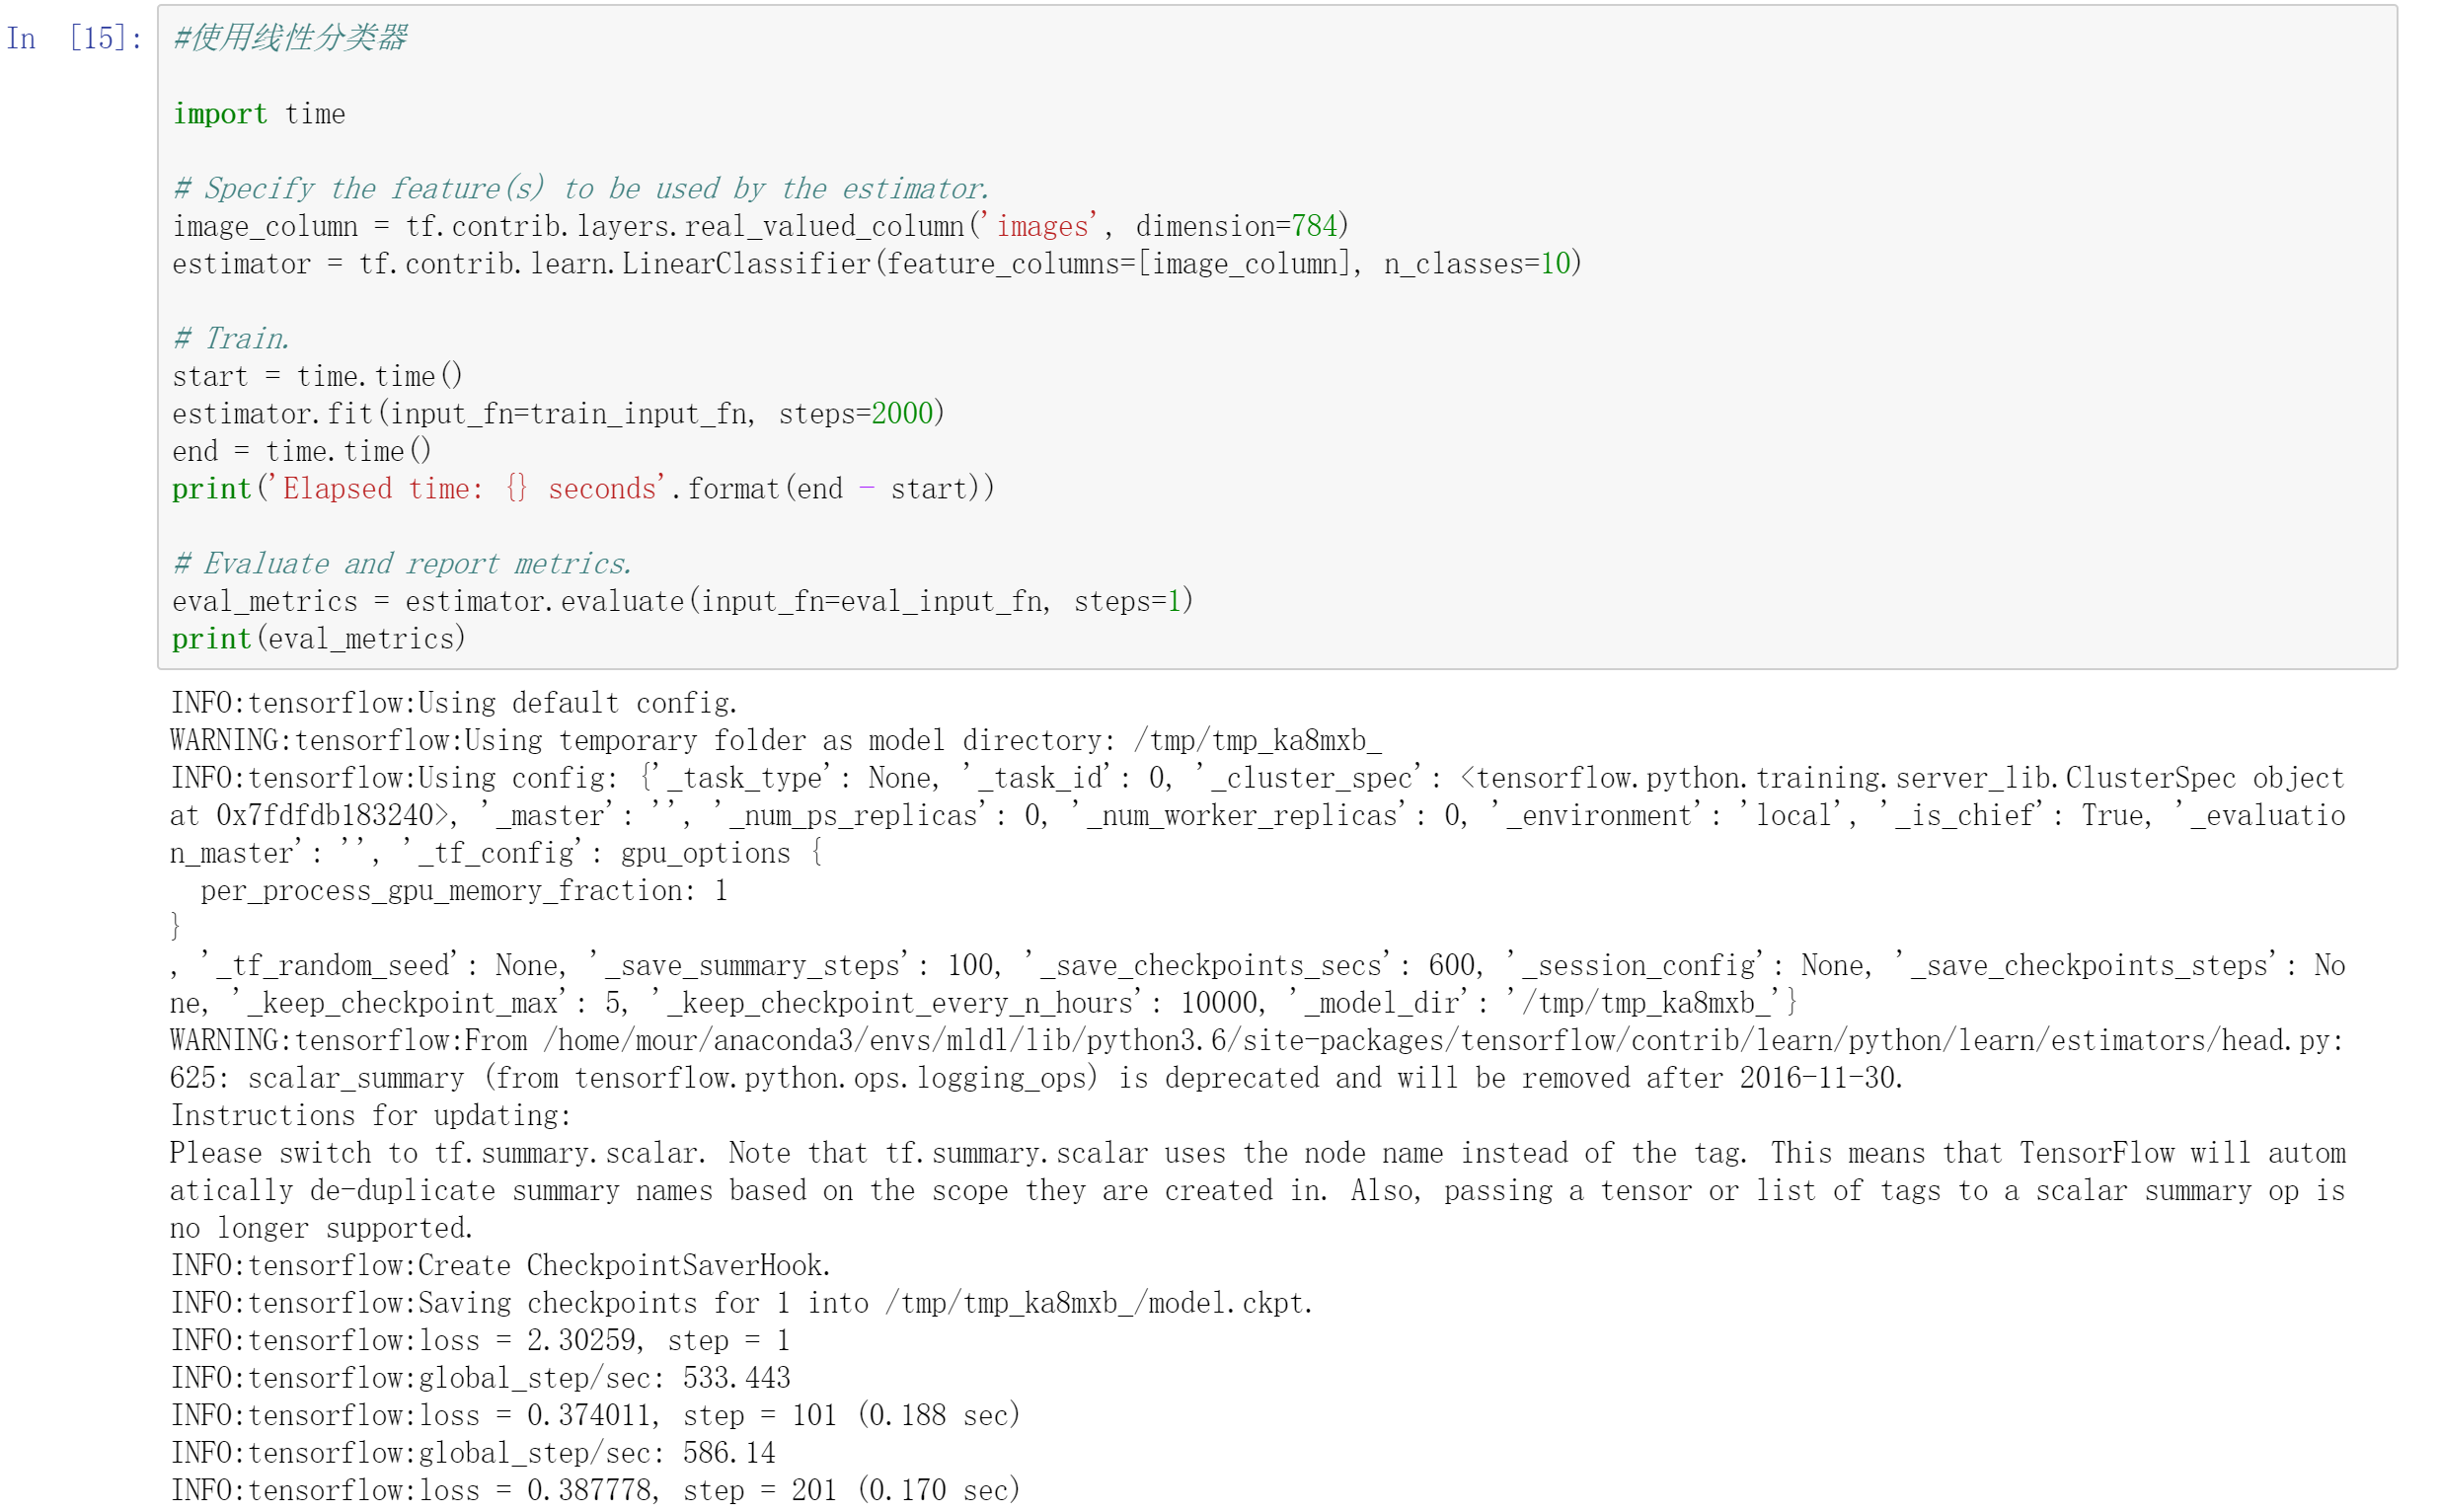 In [15]:
#使用线性分类器
import time
# Specify the feature(s) to be used by the estimator.
image_column = tf.contrib.layers.real_valued_column('images', dimension=784)
estimator = tf.contrib.learn.LinearClassifier(feature_columns=[image_column], n_classes=10)
# Train.
start = time.time()
estimator.fit(input_fn=train_input_fn, steps=2000)
end = time.time()
print('Elapsed time: {} seconds'.format(end - start))
# Evaluate and report metrics.
eval_metrics = estimator.evaluate(input_fn=eval_input_fn, steps=1)
print(eval_metrics)
INFO:tensorflow:Using default config.
WARNING:tensorflow:Using temporary folder as model directory: /tmp/tmp_ka8mxb_
INFO:tensorflow:Using config: {'_task_type': None, '_task_id': 0, '_cluster_spec': <tensorflow.python.training.server_lib.ClusterSpec object
at 0x7fdfdb183240>, '_master': '', '_num_ps_replicas': 0, '_num_worker_replicas': 0, '_environment': 'local', '_is_chief': True, '_evaluatio
n_master': '', '_tf_config': gpu_options {
  per_process_gpu_memory_fraction: 1
}
, '_tf_random_seed': None, '_save_summary_steps': 100, '_save_checkpoints_secs': 600, '_session_config': None, '_save_checkpoints_steps': No
ne, '_keep_checkpoint_max': 5, '_keep_checkpoint_every_n_hours': 10000, '_model_dir': '/tmp/tmp_ka8mxb_'}
WARNING:tensorflow:From /home/mour/anaconda3/envs/mldl/lib/python3.6/site-packages/tensorflow/contrib/learn/python/learn/estimators/head.py:
625: scalar_summary (from tensorflow.python.ops.logging_ops) is deprecated and will be removed after 2016-11-30.
Instructions for updating:
Please switch to tf.summary.scalar. Note that tf.summary.scalar uses the node name instead of the tag. This means that TensorFlow will autom
atically de-duplicate summary names based on the scope they are created in. Also, passing a tensor or list of tags to a scalar summary op is
no longer supported.
INFO:tensorflow:Create CheckpointSaverHook.
INFO:tensorflow:Saving checkpoints for 1 into /tmp/tmp_ka8mxb_/model.ckpt.
INFO:tensorflow:loss = 2.30259, step = 1
INFO:tensorflow:global_step/sec: 533.443
INFO:tensorflow:loss = 0.374011, step = 101 (0.188 sec)
INFO:tensorflow:global_step/sec: 586.14
INFO:tensorflow:loss = 0.387778, step = 201 (0.170 sec)